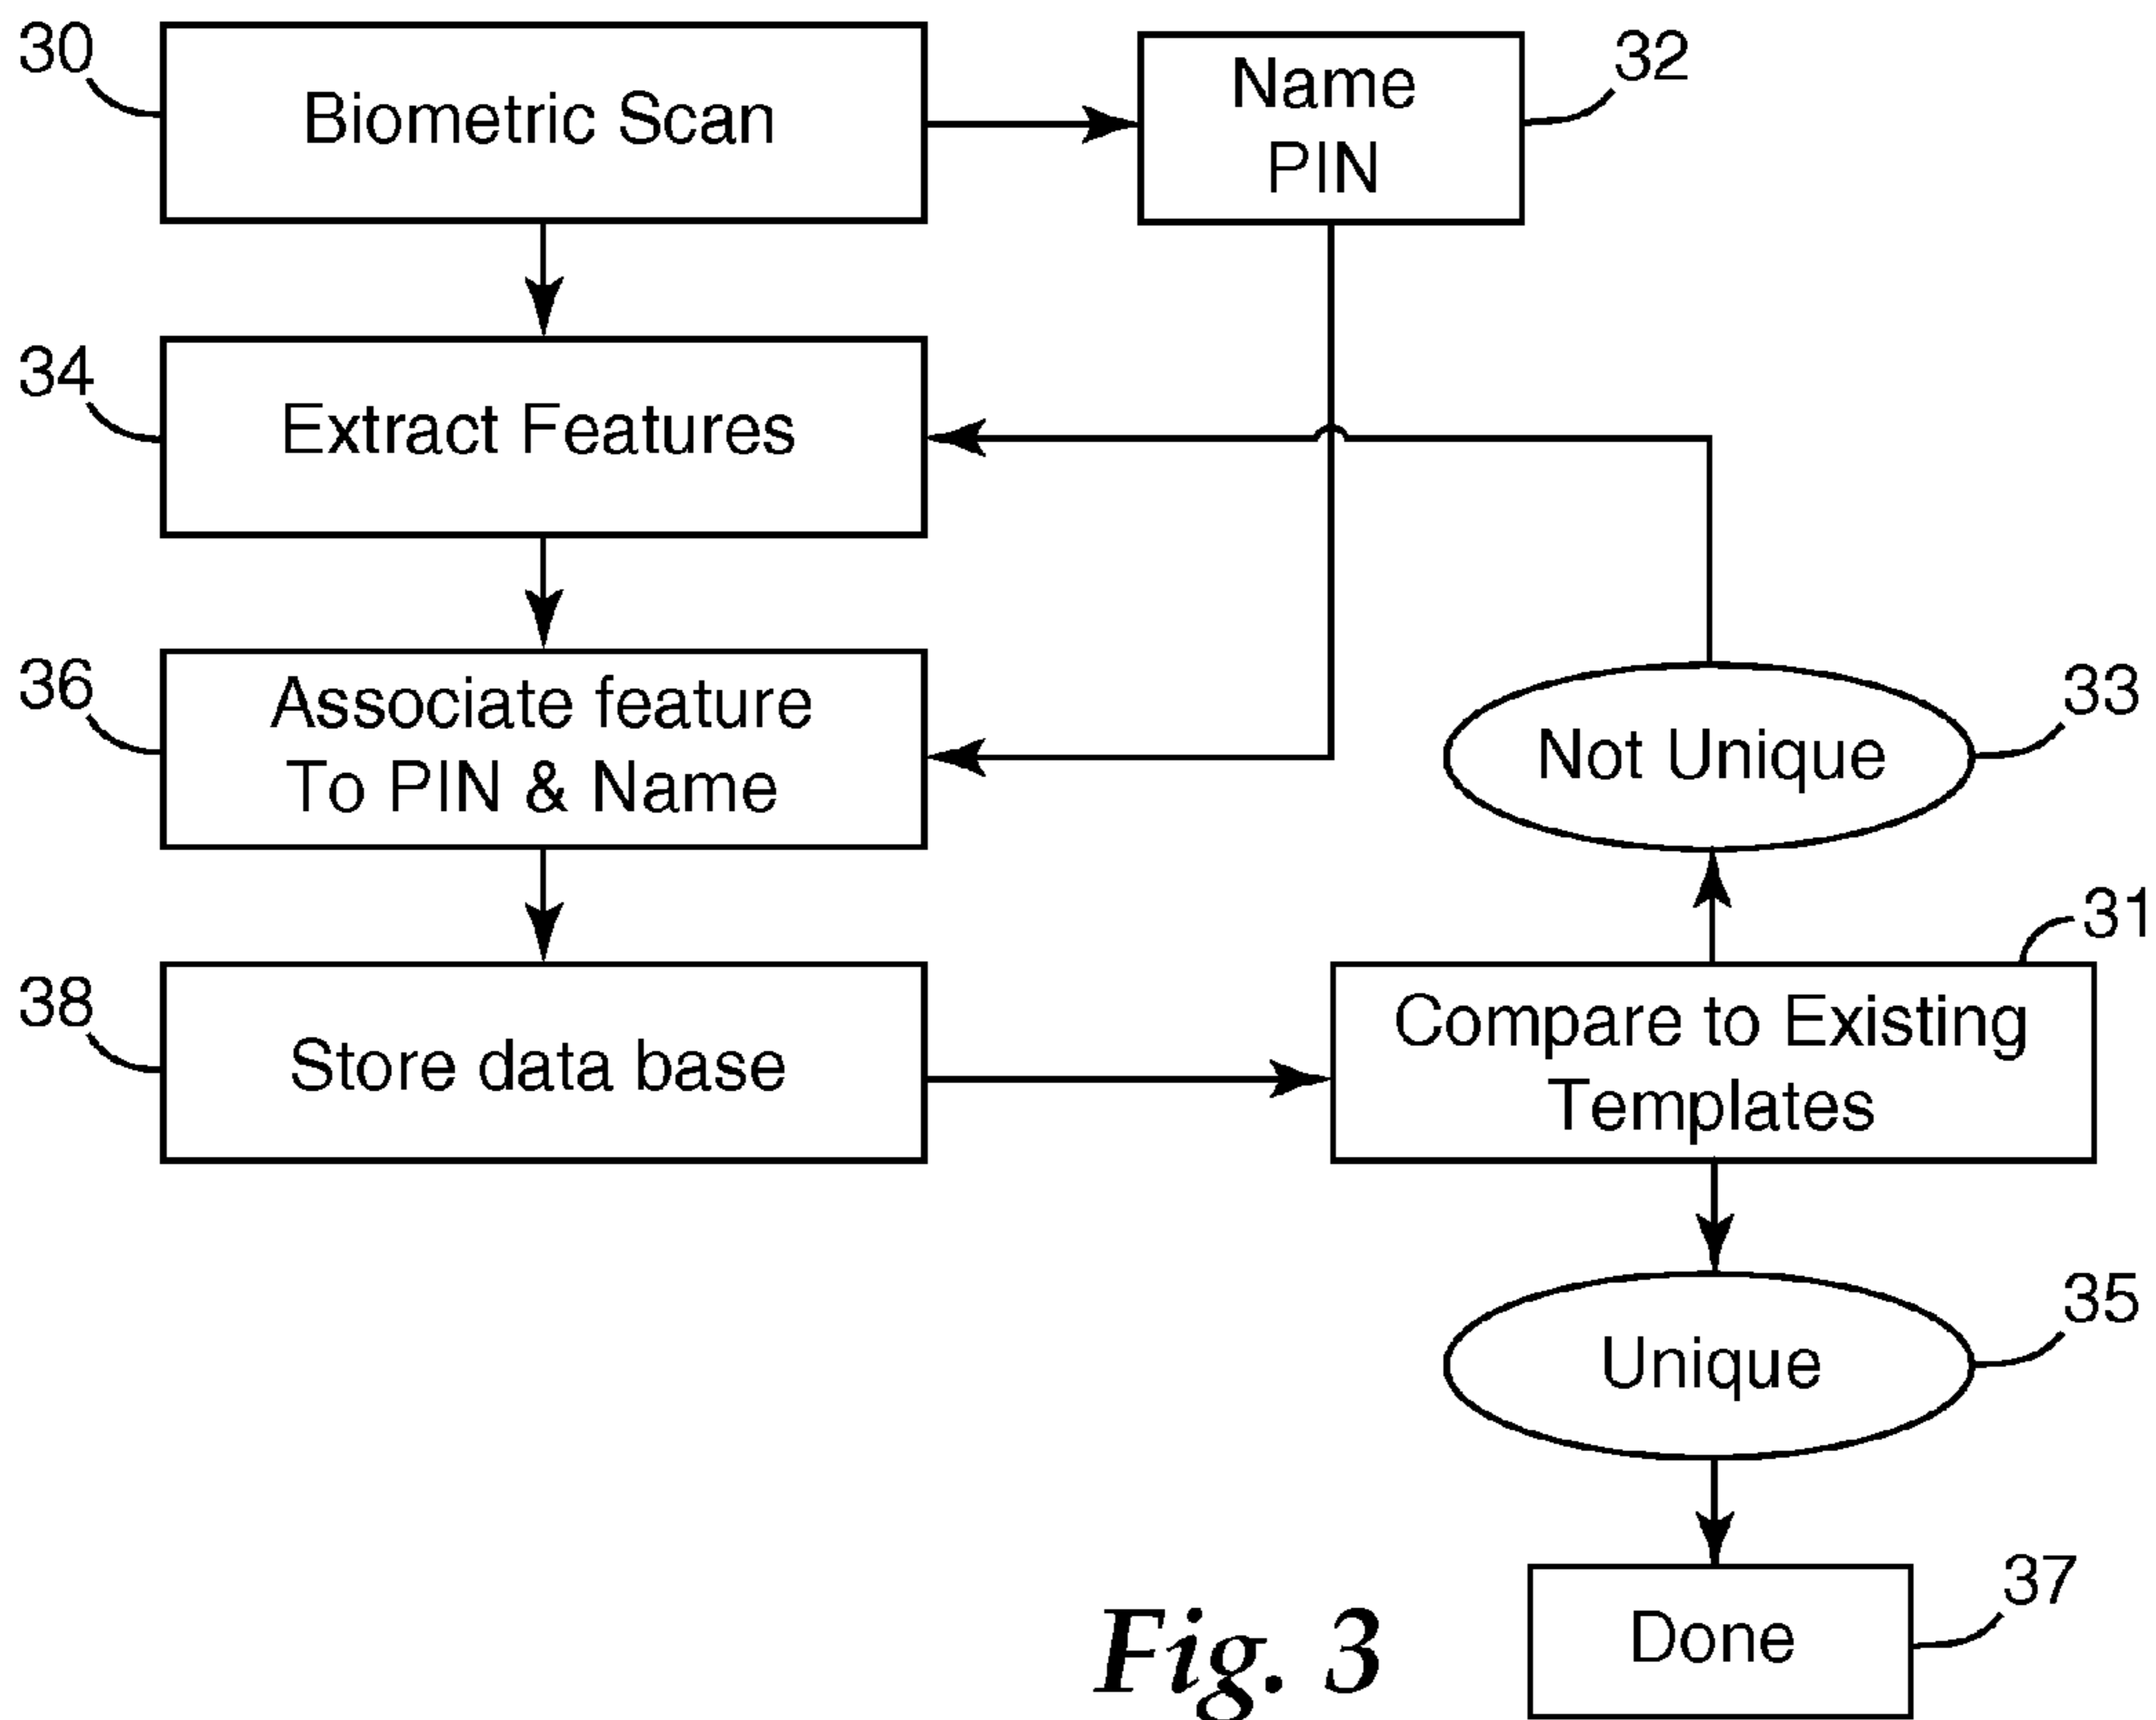 30
Biometric Scan
Name
PIN
32
34
Extract Features
36
Associate feature
To PIN & Name
Not Unique
33
31
38
Store data base
Compare to Existing
Templates
Unique
35
Done
37
Fig. 3